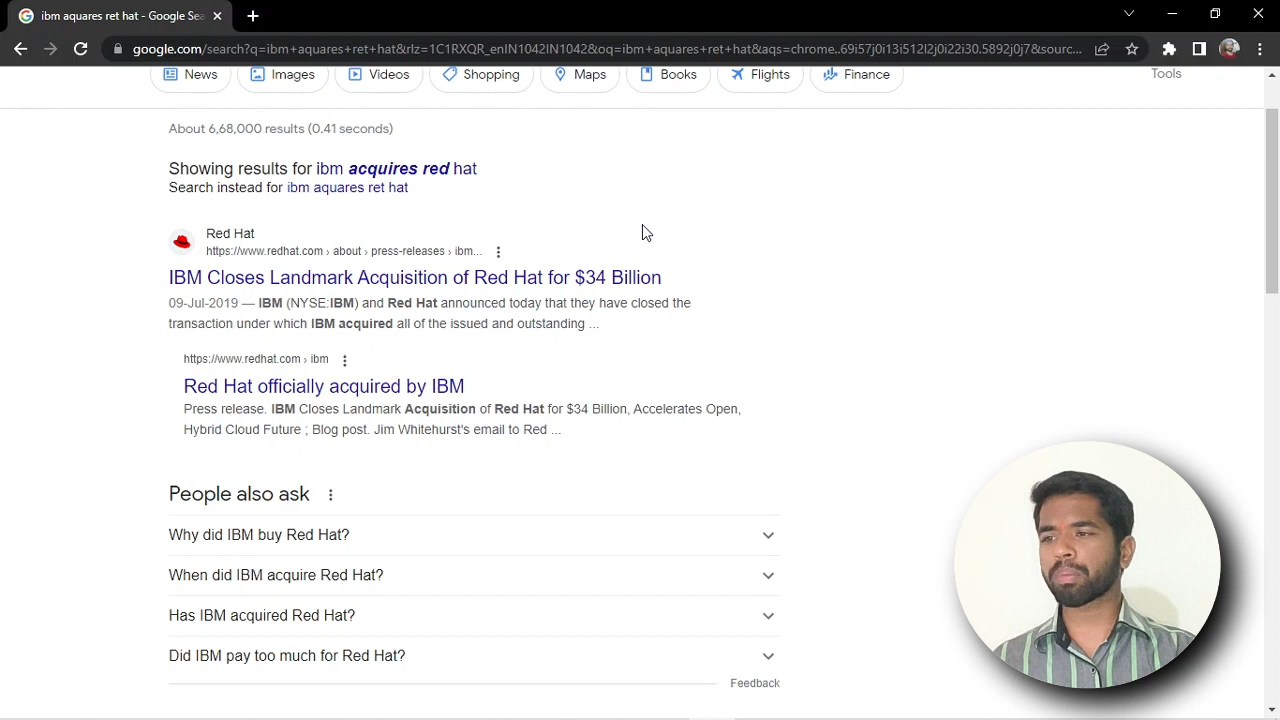 ibm aquares ret hat - Google Sea
google.com/search?q=ibm+aquares+ret+hat&rlz=1C1RXQR_enIN1042IN1042&oq=ibm+aquares+ret+hat&aqs=chrome..69i57j0i13i512l2j0i22i30.5892j0j7&sourc...
News
Images
Videos
Shopping
Maps
Books
Flights
Finance
Tools
About 6,68,000 results (0.41 seconds)
Showing results for ibm acquires red hat
Search instead for ibm aquares ret hat
Red Hat
https://www.redhat.com › about › press-releases › ibm...
IBM Closes Landmark Acquisition of Red Hat for $34 Billion
09-Jul-2019 — IBM (NYSE:IBM) and Red Hat announced today that they have closed the
transaction under which IBM acquired all of the issued and outstanding ...
https://www.redhat.com › ibm
Red Hat officially acquired by IBM
Press release. IBM Closes Landmark Acquisition of Red Hat for $34 Billion, Accelerates Open,
Hybrid Cloud Future ; Blog post. Jim Whitehurst's email to Red ...
People also ask
Why did IBM buy Red Hat?
When did IBM acquire Red Hat?
Has IBM acquired Red Hat?
Did IBM pay too much for Red Hat?
Feedback